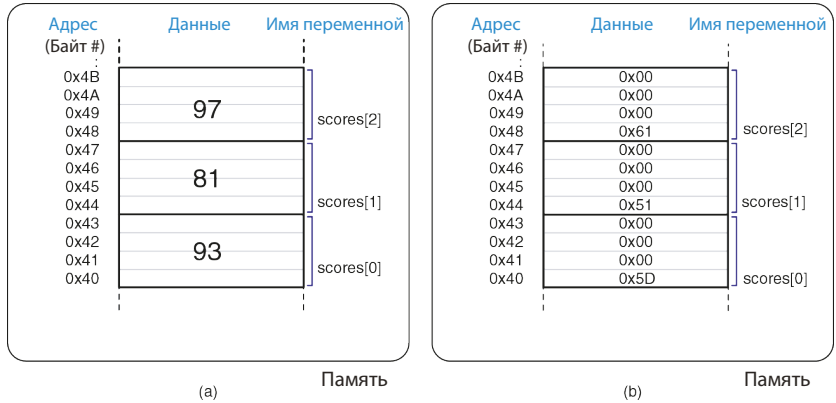 Адрес Данные Имя переменной
(Байт #)
:
0x4B
0x4A
0x49 97
0x48 scores[2]
0x47
0x46
0x45 81
0x44 scores[1]
0x43
0x42
0x41 93
0x40 scores[0]
Память
(a)
Адрес Данные Имя переменной
(Байт #)
:
0x4B 0x00
0x4A 0x00
0x49 0x00
0x48 0x61 scores[2]
0x47 0x00
0x46 0x00
0x45 0x00
0x44 0x51 scores[1]
0x43 0x00
0x42 0x00
0x41 0x00
0x40 0x5D scores[0]
Память
(b)